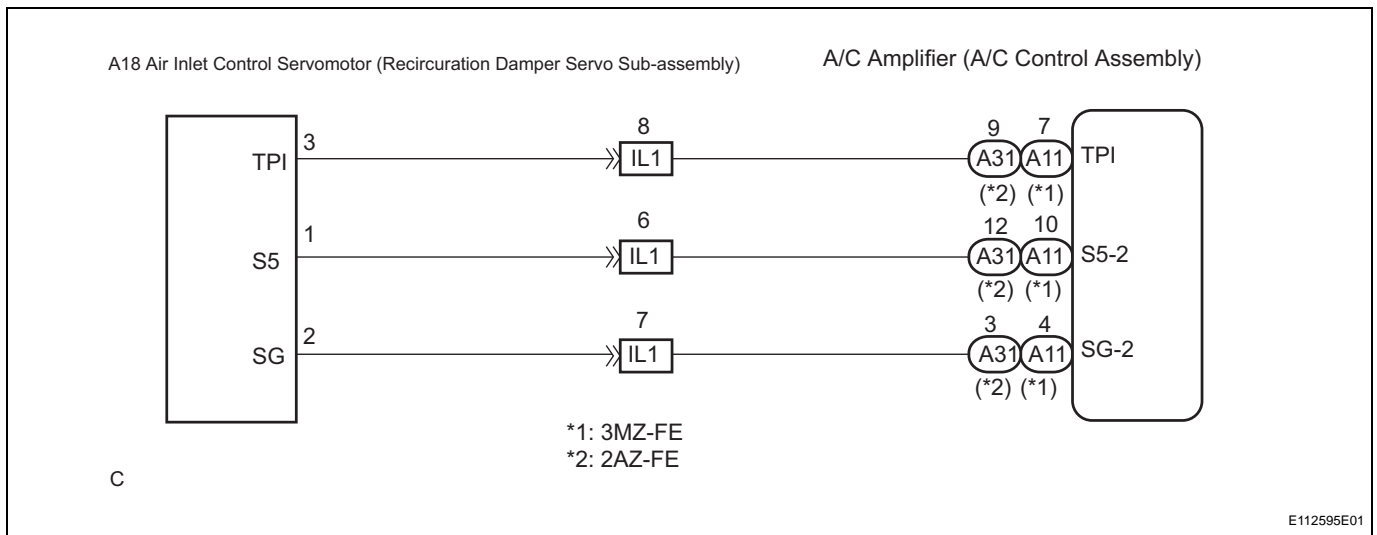 A18 Air Inlet Control Servomotor (Recircuration Damper Servo Sub-assembly)
A/C Amplifier (A/C Control Assembly)
TPI 3
8
IL1
9 7
A31 A11
(*2) (*1)
TPI
S5 1
6
IL1
12 10
A31 A11
(*2) (*1)
S5-2
SG 2
7
IL1
3 4
A31 A11
(*2) (*1)
SG-2
*1: 3MZ-FE
*2: 2AZ-FE
C
E112595E01